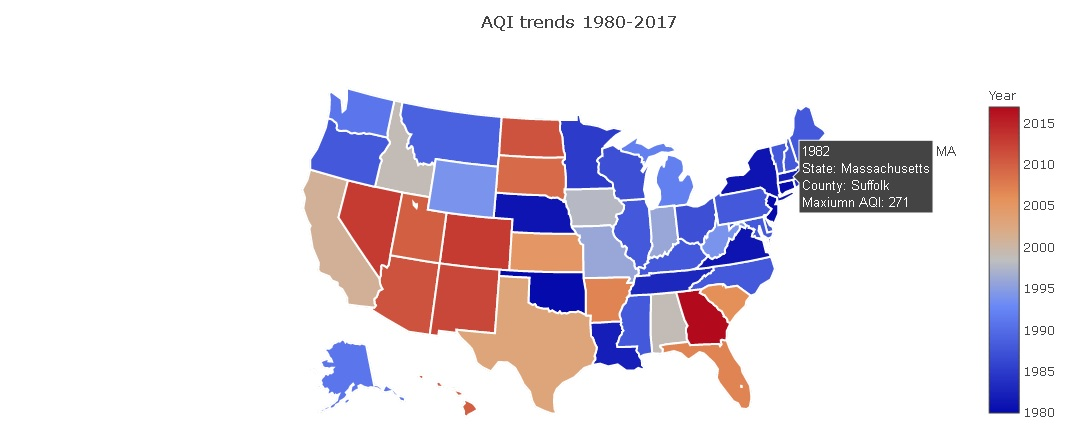 AQI trends 1980-2017
Year
2015
2010
2005
2000
1995
1990
1985
1980
1982
State: Massachusetts
County: Suffolk
Maxiumn AQI: 271
MA